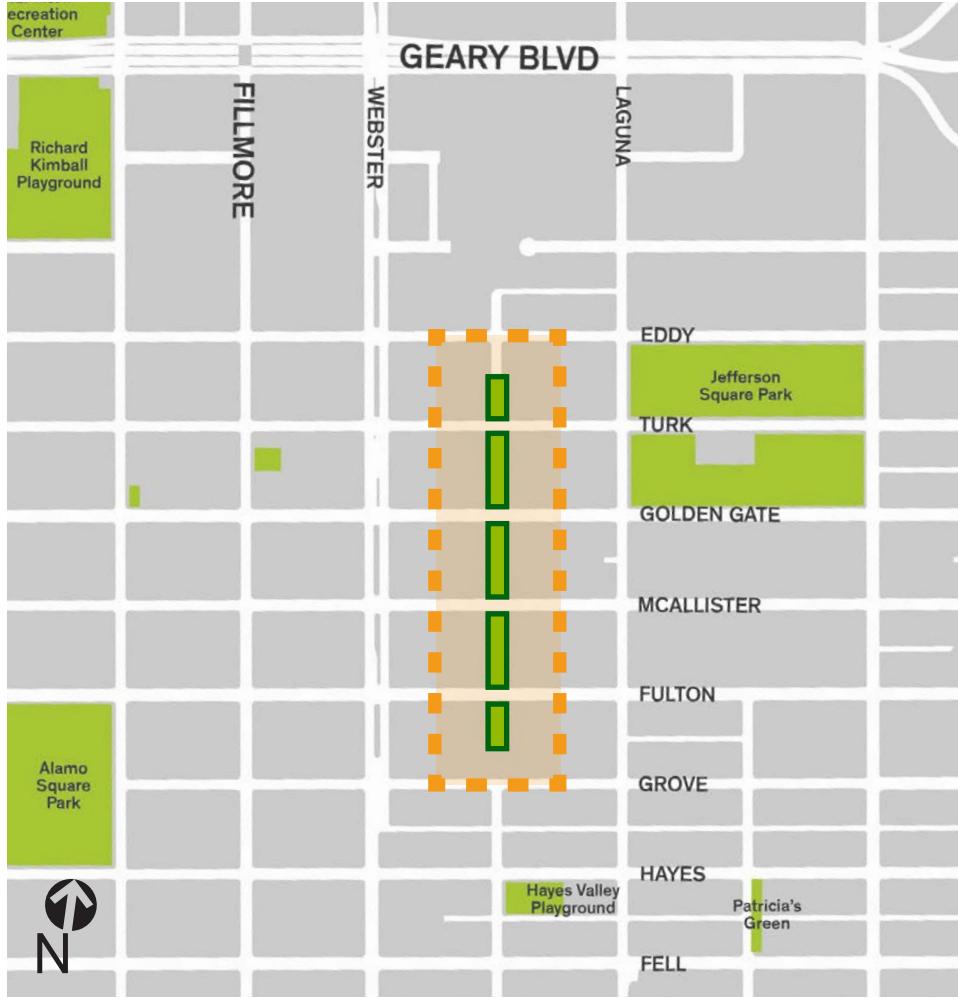 ecreation
Center
GEARY BLVD
FILLMORE
WEBSTER
LAGUNA
Richard
Kimball
Playground
EDDY
Jefferson
Square Park
TURK
GOLDEN GATE
MCALLISTER
FULTON
Alamo
Square
Park
GROVE
HAYES
Hayes Valley
Playground
Patricia's
Green
N
FELL